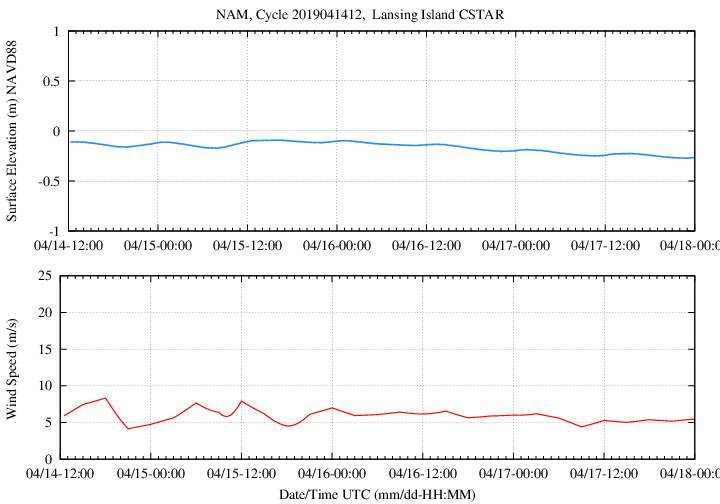 NAM, Cycle 2019041412, Lansing Island CSTAR
Surface Elevation (m) NAVD88
1
0.5
0
-0.5
-1
04/14-12:00 04/15-00:00 04/15-12:00 04/16-00:00 04/16-12:00 04/17-00:00 04/17-12:00 04/18-00:0
Wind Speed (m/s)
25
20
15
10
5
0
04/14-12:00 04/15-00:00 04/15-12:00 04/16-00:00 04/16-12:00 04/17-00:00 04/17-12:00 04/18-00:0
Date/Time UTC (mm/dd-HH:MM)